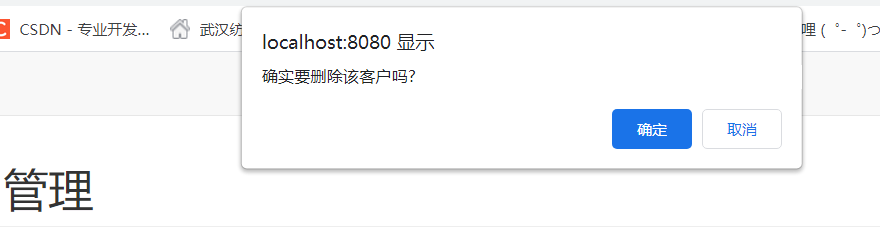 CSDN - 专业开发...
武汉纺
哩 ( ゜- ゜)つ
localhost:8080 显示
确实要删除该客户吗?
确定
取消
管理